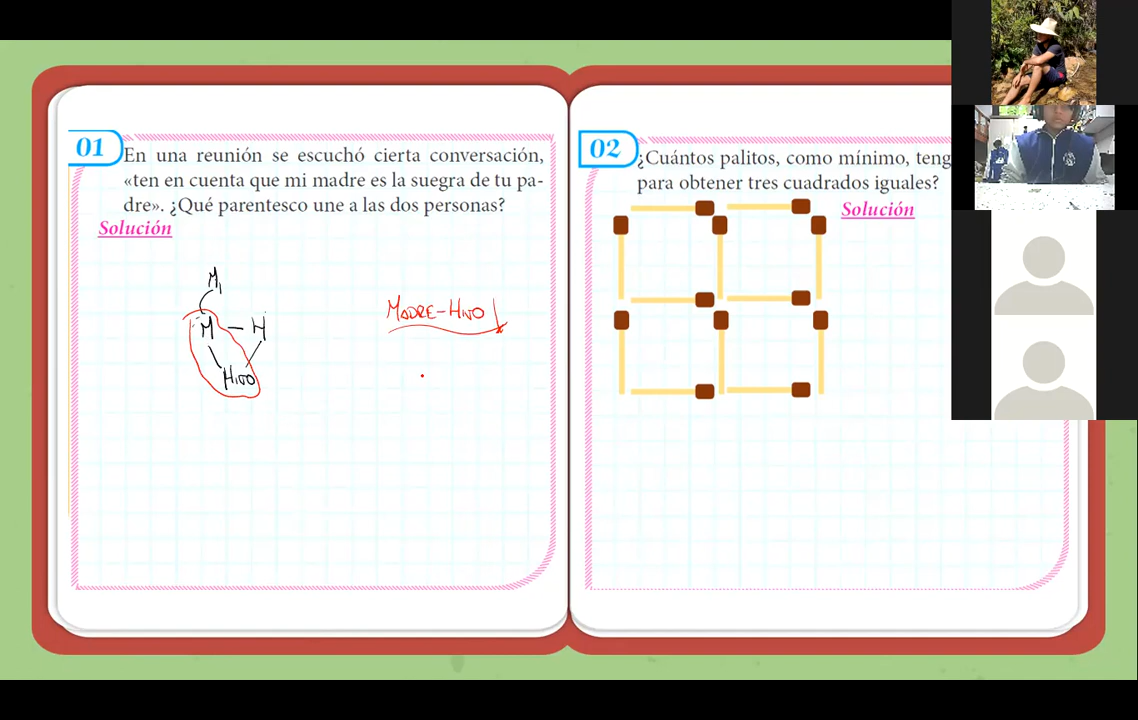 01
En una reunión se escuchó cierta conversación,
«ten en cuenta que mi madre es la suegra de tu pa-
dre». ¿Qué parentesco une a las dos personas?
Solución
M
M — H
HIJO
MADRE-HIJO
02
¿Cuántos palitos, como mínimo, teng
para obtener tres cuadrados iguales?
Solución